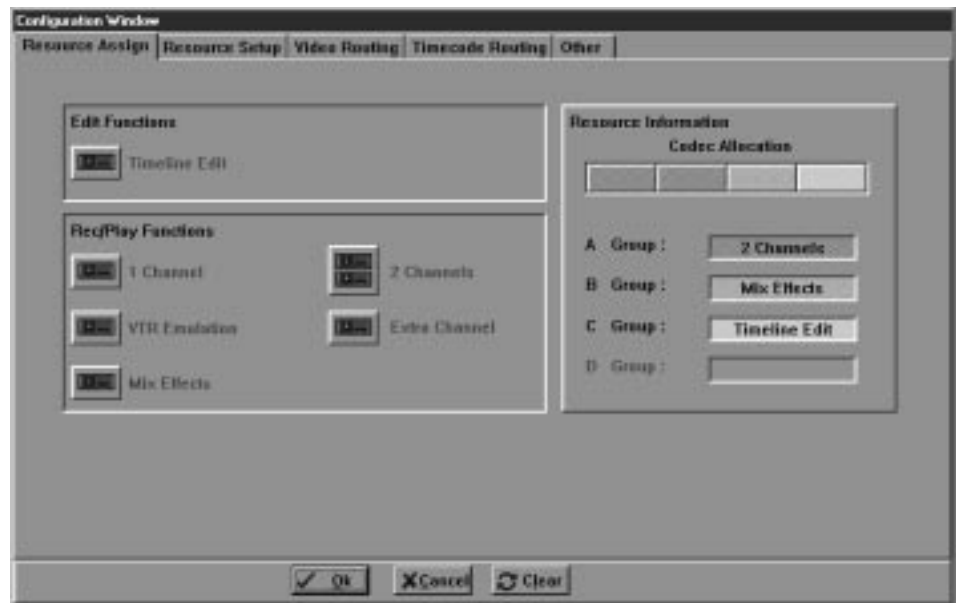 Configuration Window
Resource Assign Resource Setup Video Routing Timecode Routing Other
Edit Functions
Timeline Edit
Rec/Play Functions
1 Channel
2 Channels
VTR Emulation
Extra Channel
Mix Effects
Resource Information
Codec Allocation
A Group : 2 Channels
B Group : Mix Effects
C Group : Timeline Edit
D Group :
Ok Cancel Clear